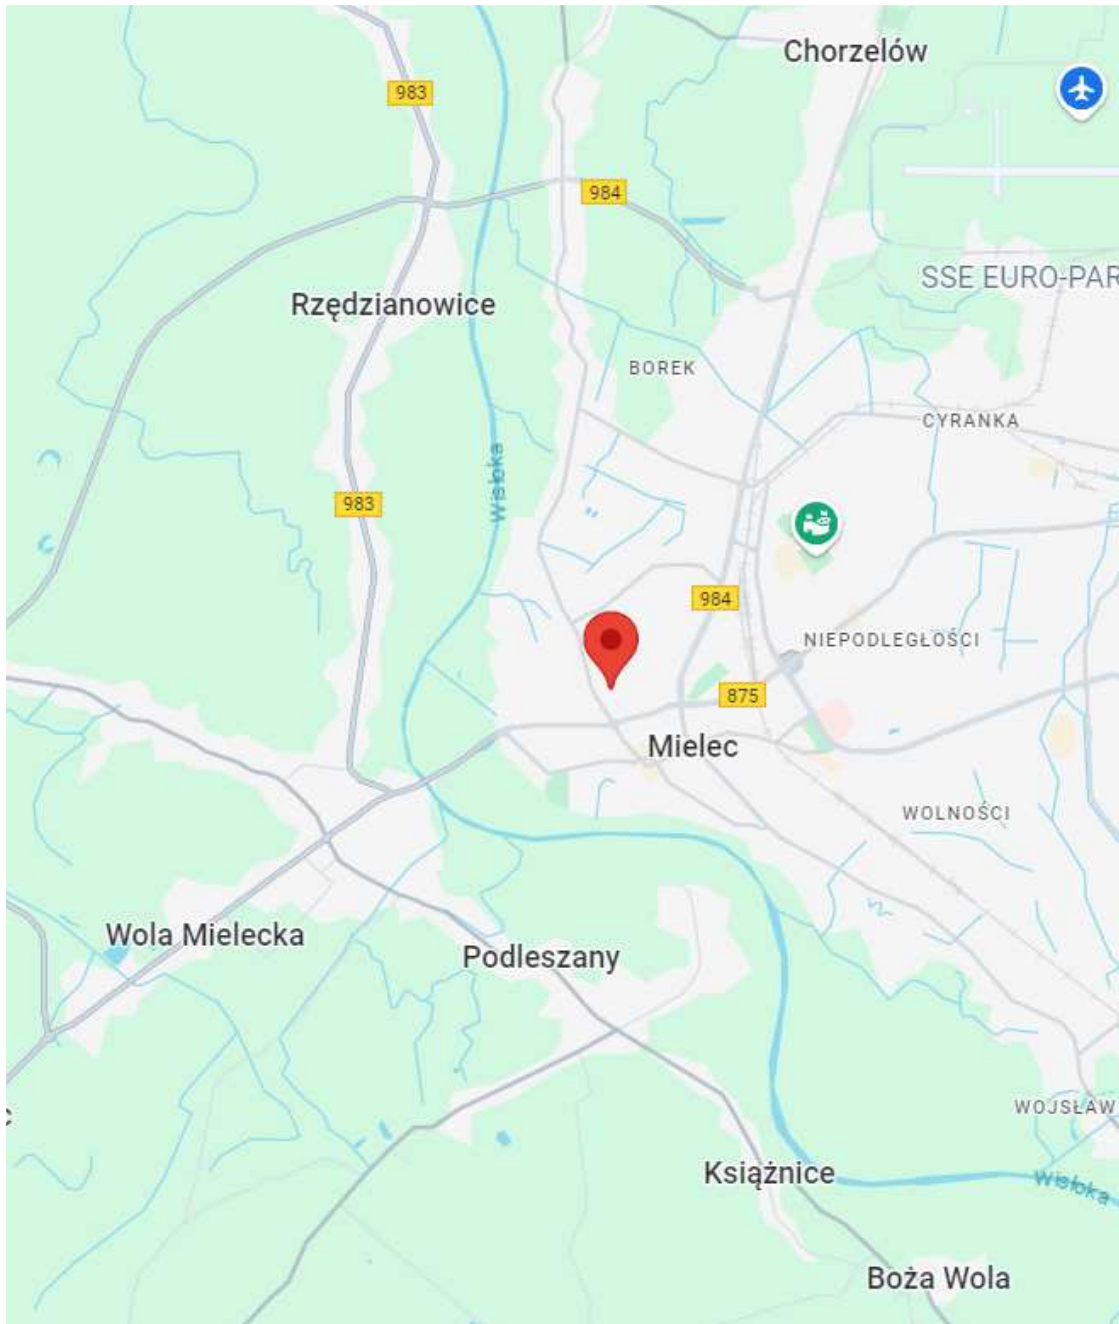 Chorzelów
983
984
SSE EURO-PAR
Rzędzianowice
BOREK
CYRANKA
Wisłoka
983
984
NIEPODLEGŁOŚCI
875
Mielec
WOLNOŚCI
Wola Mielecka
Podleszany
WOJSŁAW
Książnice
Wisłoka
Boża Wola